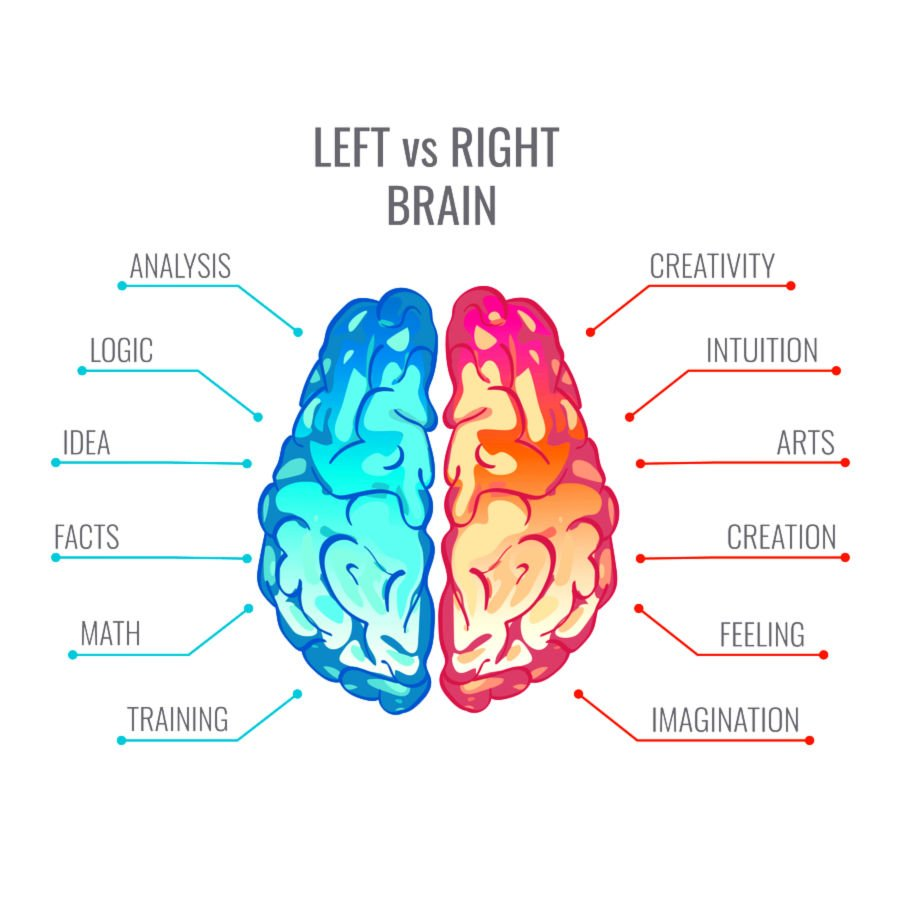 LEFT vs RIGHT
BRAIN
ANALYSIS
LOGIC
IDEA
FACTS
MATH
TRAINING
CREATIVITY
INTUITION
ARTS
CREATION
FEELING
IMAGINATION